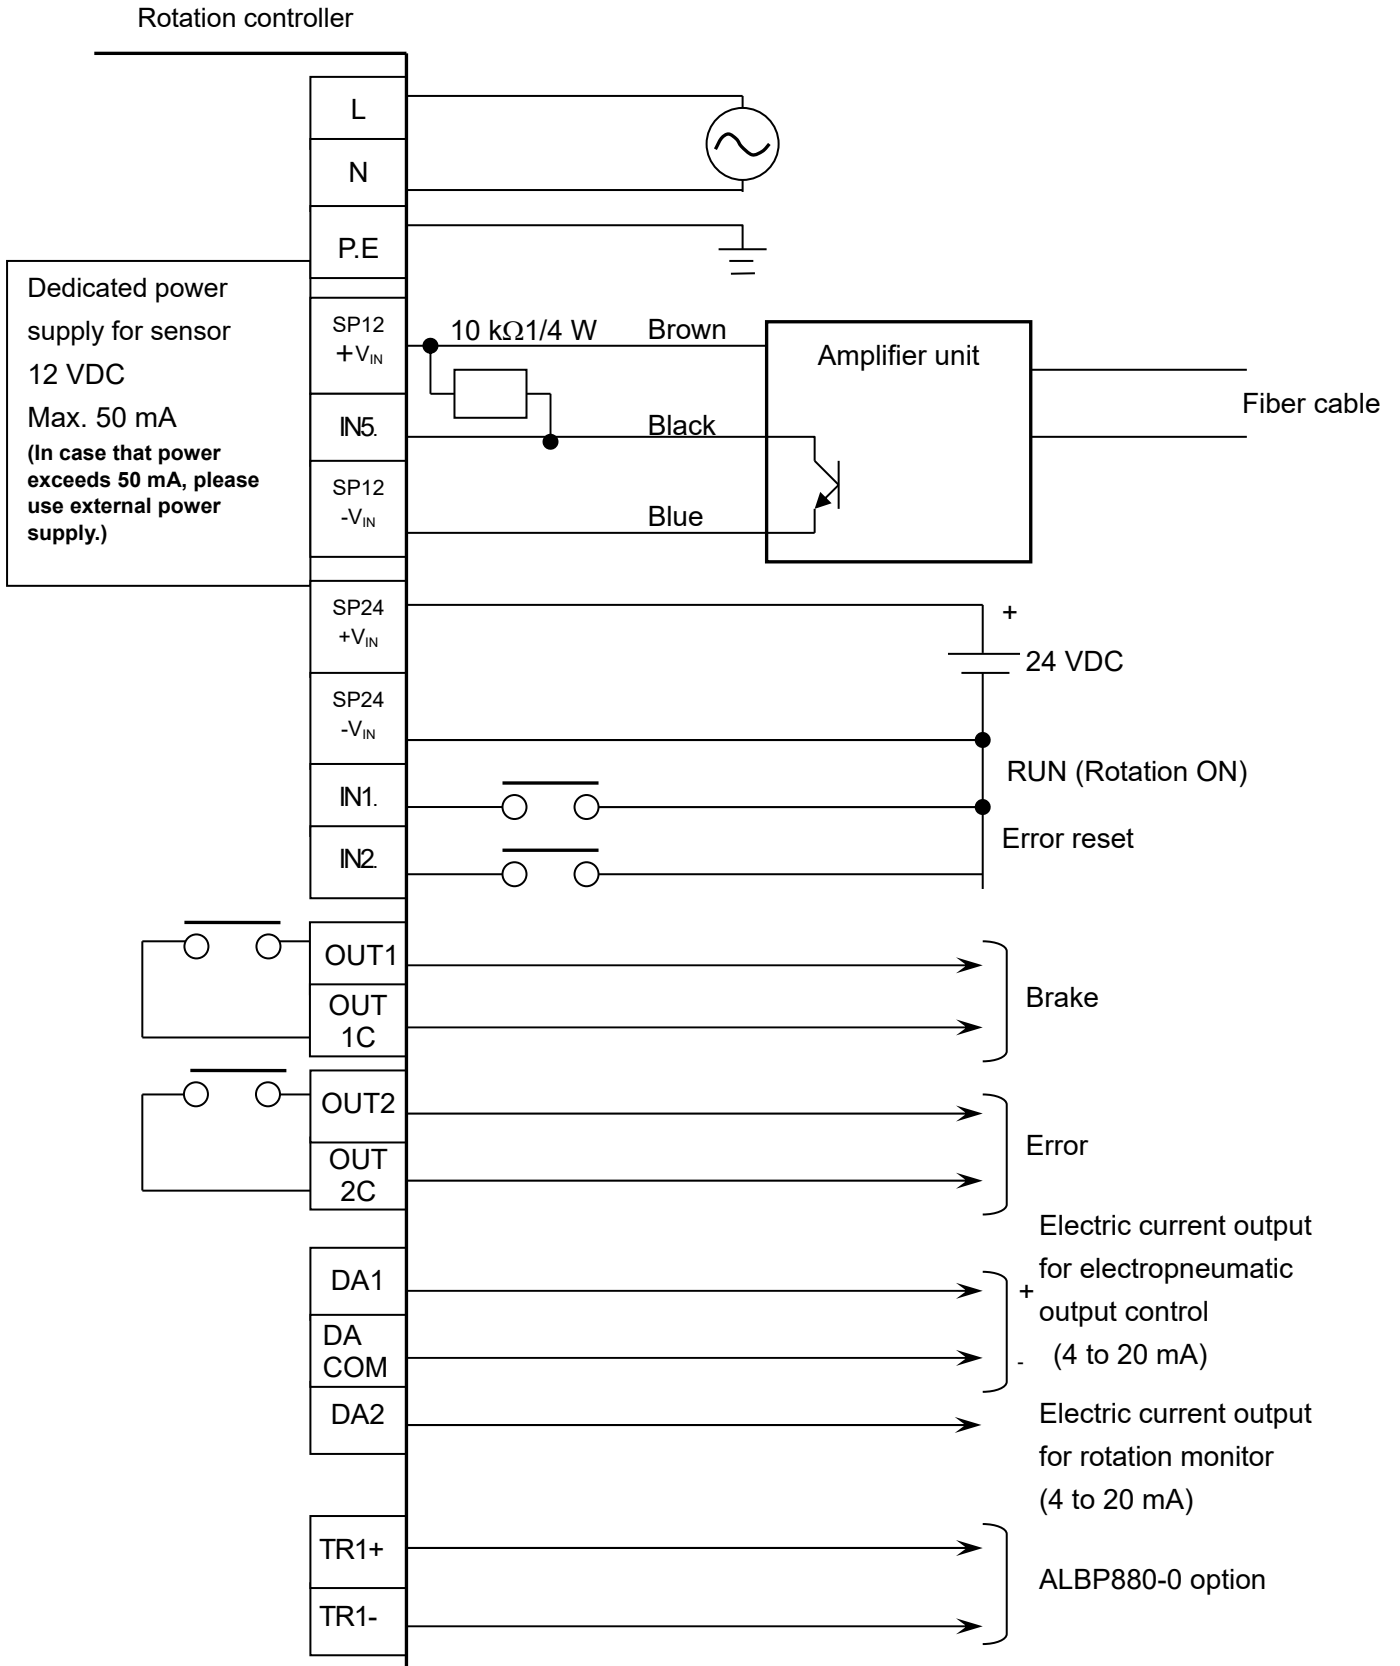 Rotation controller
L
N
P.E
Dedicated power
supply for sensor
12 VDC
Max. 50 mA
(In case that power
exceeds 50 mA, please
use external power
supply.)
SP12
+VIN
10 kΩ1/4 W
Brown
Amplifier unit
Fiber cable
IN5.
Black
SP12
-VIN
Blue
SP24
+VIN
+
24 VDC
SP24
-VIN
RUN (Rotation ON)
IN1.
Error reset
IN2.
OUT1
OUT
1C
Brake
OUT2
OUT
2C
Error
Electric current output
for electropneumatic
output control
(4 to 20 mA)
DA1
+
DA
COM
-
DA2
Electric current output
for rotation monitor
(4 to 20 mA)
TR1+
TR1-
ALBP880-0 option